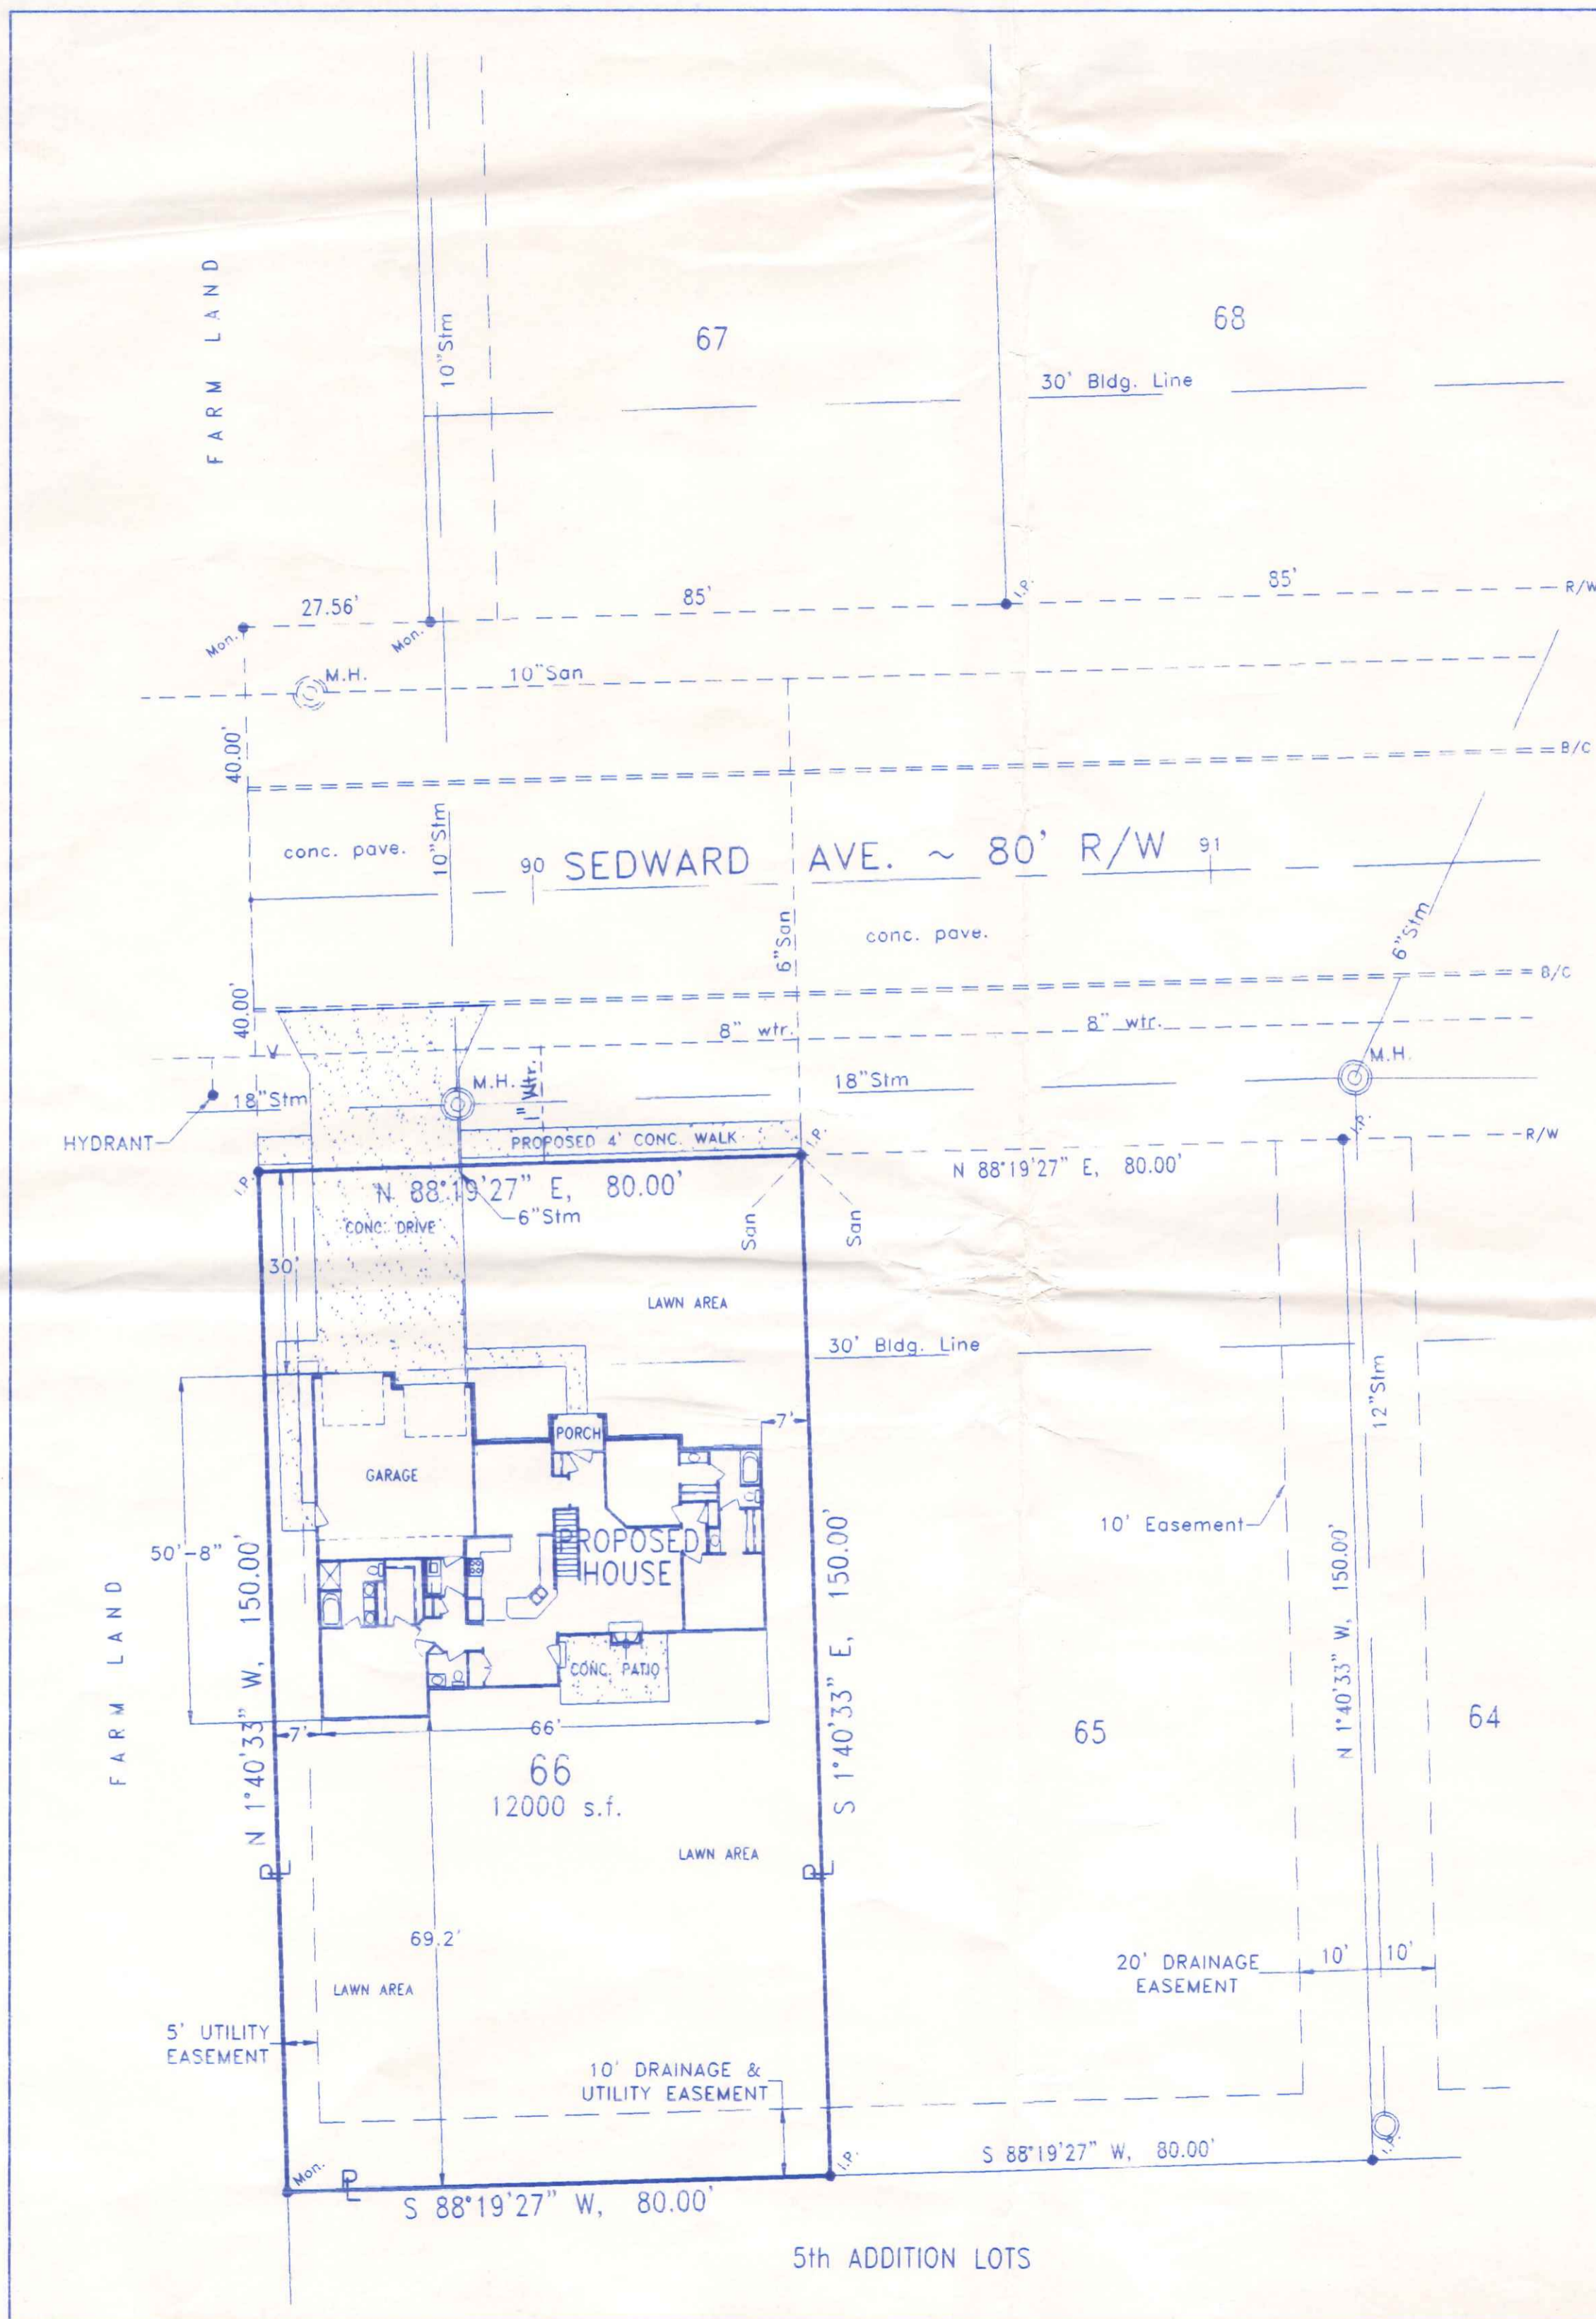 FARM LAND
10"Stm
67
68
30' Bldg. Line
27.56'
85'
I.P.
85'
R/W
Mon.
Mon.
M.H.
10"San
40.00'
B/C
conc. pave.
10"Stm
90
SEDWARD AVE. ~ 80' R/W
91
6"San
conc. pave.
6"Stm
B/C
40.00'
8" wtr.
8" wtr.
V
M.H.
1" Wtr.
18"Stm
M.H.
18"Stm
HYDRANT
PROPOSED 4' CONC. WALK
I.P.
I.P.
R/W
I.P.
N 88°19'27" E, 80.00'
N 88°19'27" E, 80.00'
6"Stm
CONC. DRIVE
San
San
30'
LAWN AREA
30' Bldg. Line
12"Stm
7'
PORCH
GARAGE
10' Easement
50'-8"
PROPOSED
HOUSE
N 1°40'33" W, 150.00'
S 1°40'33" E, 150.00'
N 1°40'33" W, 150.00'
FARM LAND
CONC. PATIO
7'
66'
65
64
66
12000 s.f.
LAWN AREA
PL
PL
69.2'
20' DRAINAGE
EASEMENT
10'
10'
LAWN AREA
5' UTILITY
EASEMENT
10' DRAINAGE &
UTILITY EASEMENT
Mon.
PL
I.P.
S 88°19'27" W, 80.00'
I.P.
S 88°19'27" W, 80.00'
5th ADDITION LOTS